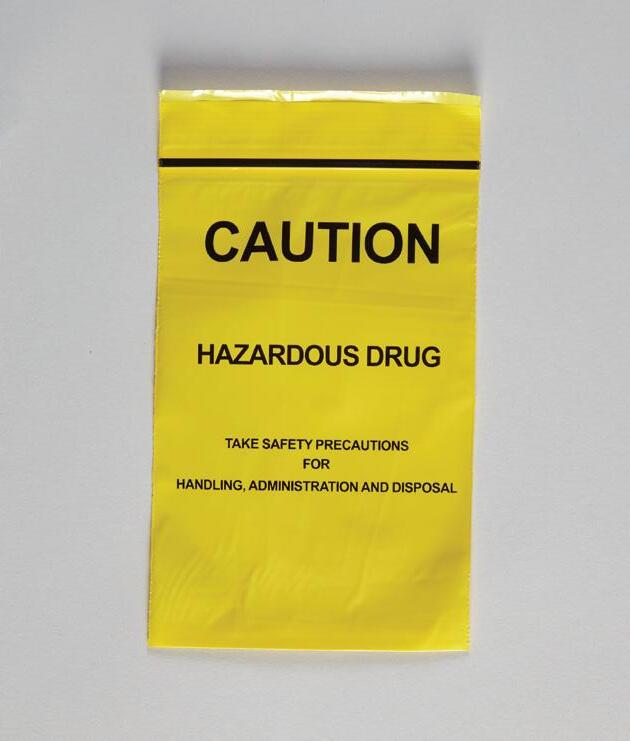 CAUTION
HAZARDOUS DRUG
TAKE SAFETY PRECAUTIONS
FOR
HANDLING, ADMINISTRATION AND DISPOSAL